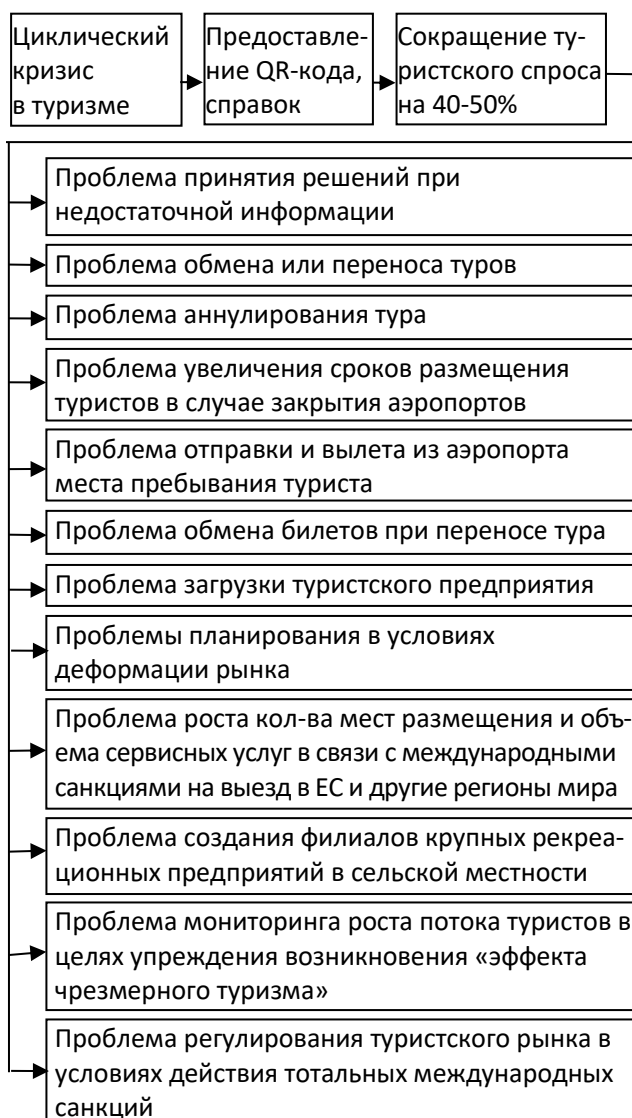 Циклический
кризис
в туризме
Предоставле-
ние QR-кода,
справок
Сокращение ту-
ристского спроса
на 40-50%
Проблема принятия решений при
недостаточной информации
Проблема обмена или переноса туров
Проблема аннулирования тура
Проблема увеличения сроков размещения
туристов в случае закрытия аэропортов
Проблема отправки и вылета из аэропорта
места пребывания туриста
Проблема обмена билетов при переносе тура
Проблема загрузки туристского предприятия
Проблемы планирования в условиях
деформации рынка
Проблема роста кол-ва мест размещения и объ-
ема сервисных услуг в связи с международными
санкциями на выезд в ЕС и другие регионы мира
Проблема создания филиалов крупных рекреа-
ционных предприятий в сельской местности
Проблема мониторинга роста потока туристов в
целях упреждения возникновения «эффекта
чрезмерного туризма»
Проблема регулирования туристского рынка в
условиях действия тотальных международных
санкций